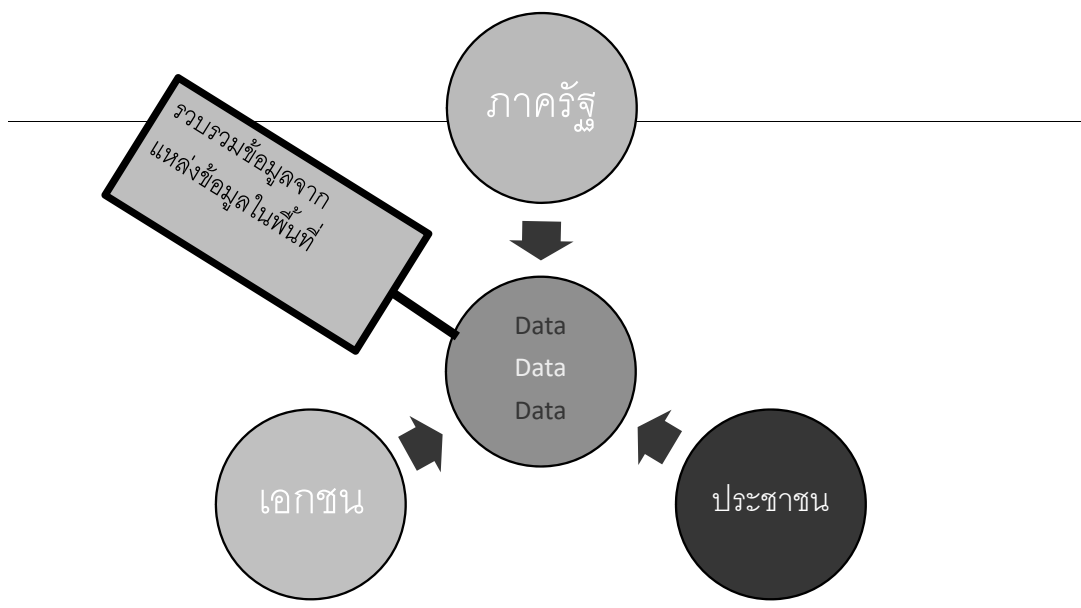 ภาครัฐ
รวบรวมข้อมูลจาก
แหล่งข้อมูลในพื้นที่
Data
Data
Data
เอกชน
ประชาชน